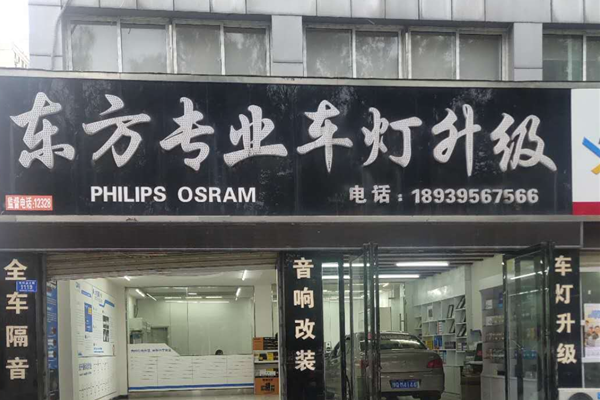 东方专业车灯升级
PHILIPS OSRAM
电话:18939567566
监督电话:12328
全车隔音
音响改装
车灯升级